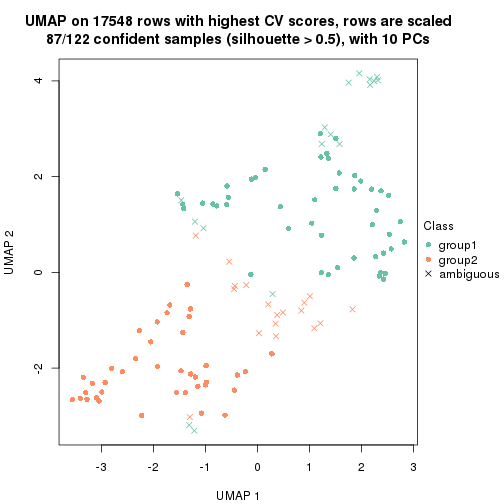 UMAP on 17548 rows with highest CV scores, rows are scaled
87/122 confident samples (silhouette > 0.5), with 10 PCs
4
2
0
-2
UMAP 2
-3
-2
-1
0
1
2
3
UMAP 1
Class
group1
group2
ambiguous